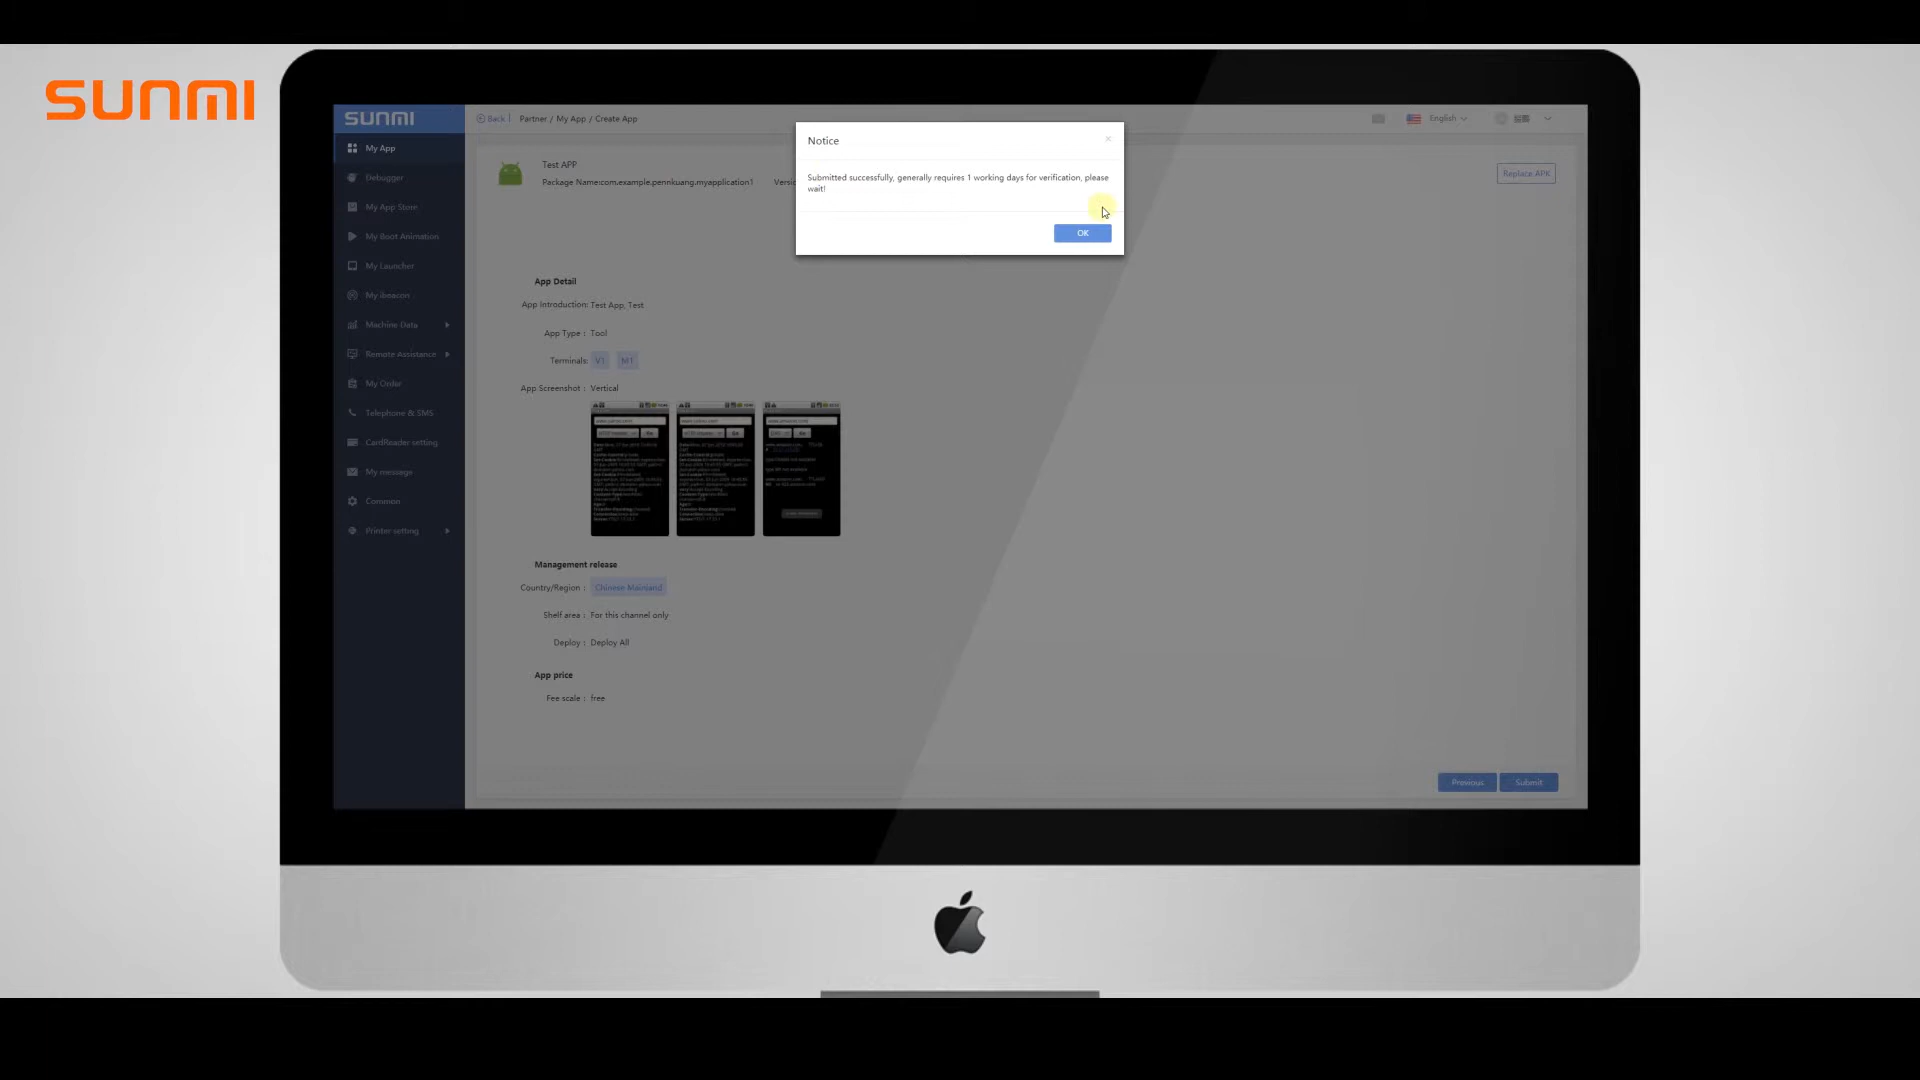 SUNMI
SUNMI
Back
Partner / My App / Create App
English
My App
Debugger
My App Store
My Boot Animation
My Launcher
My ibeacon
Machine Data
Remote Assistance
My Order
Telephone & SMS
CardReader setting
My message
Common
Printer setting
Test APP
Package Name:com.example.pennkuang.myapplication1
Replace APK
Notice
Submitted successfully, generally requires 1 working days for verification, please
wait!
OK
App Detail
App Introduction: Test App, Test
App Type : Tool
Terminals: V1 M1
App Screenshot : Vertical
Management release
Country/Region : Chinese Mainland
Shelf area : For this channel only
Deploy : Deploy All
App price
Fee scale : free
Previous
Submit